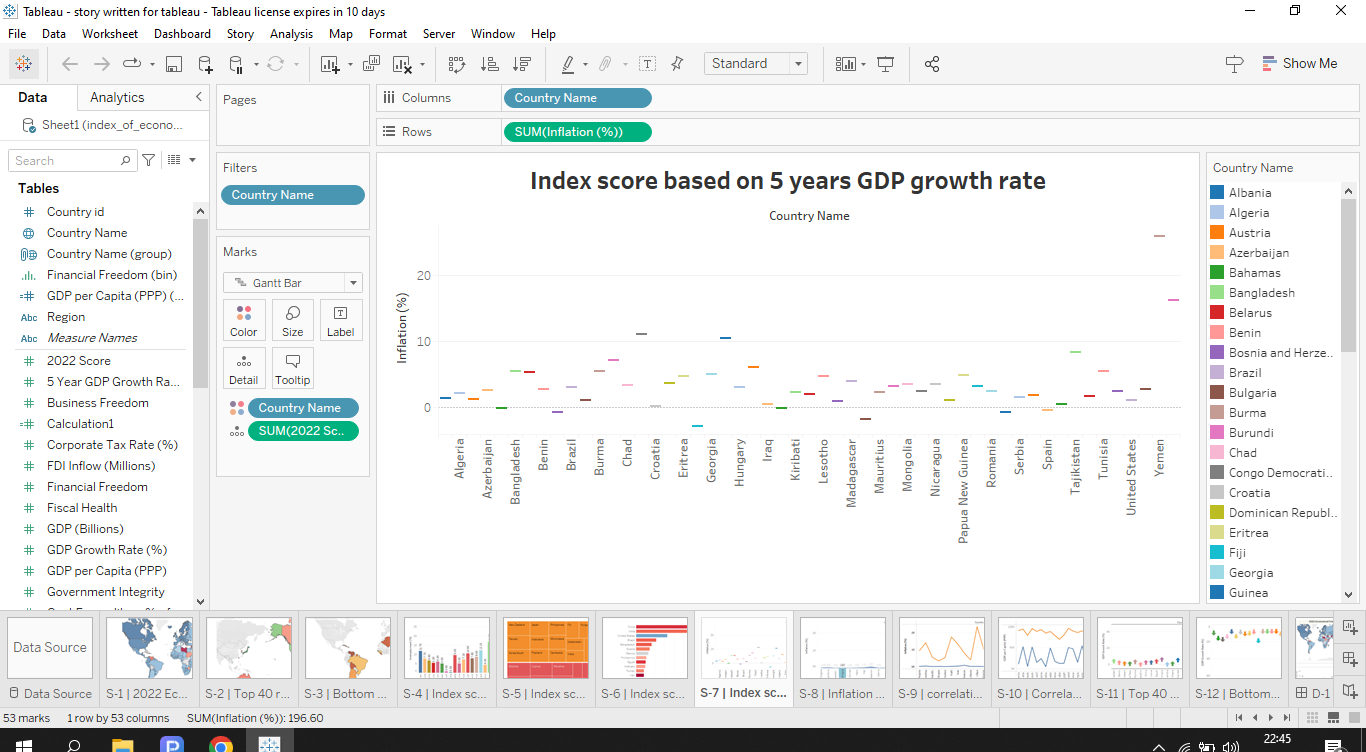 Tableau - story written for tableau - Tableau license expires in 10 days
File Data Worksheet Dashboard Story Analysis Map Format Server Window Help
Standard
Show Me
Data Analytics
Sheet1 (index_of_econo...
Search
Tables
Country id
Country Name
Country Name (group)
Financial Freedom (bin)
GDP per Capita (PPP) (...
Abc Region
Abc Measure Names
2022 Score
5 Year GDP Growth Ra...
Business Freedom
Calculation1
Corporate Tax Rate (%)
FDI Inflow (Millions)
Financial Freedom
Fiscal Health
GDP (Billions)
GDP Growth Rate (%)
GDP per Capita (PPP)
Government Integrity
Pages
Filters
Country Name
Marks
Gantt Bar
Color Size Label
Detail Tooltip
Country Name
SUM(2022 Sc..
Columns Country Name
Rows SUM(Inflation (%))
Index score based on 5 years GDP growth rate
Country Name
Inflation (%)
20
10
0
Algeria
Azerbaijan
Bangladesh
Benin
Brazil
Burma
Chad
Croatia
Eritrea
Georgia
Hungary
Iraq
Kiribati
Lesotho
Madagascar
Mauritius
Mongolia
Nicaragua
Papua New Guinea
Romania
Serbia
Spain
Tajikistan
Tunisia
United States
Yemen
Country Name
Albania
Algeria
Austria
Azerbaijan
Bahamas
Bangladesh
Belarus
Benin
Bosnia and Herze..
Brazil
Bulgaria
Burma
Burundi
Chad
Congo Democrati..
Croatia
Dominican Republ..
Eritrea
Fiji
Georgia
Guinea
Data Source
Data Source
S-1 | 2022 Ec...
S-2 | Top 40 r...
S-3 | Bottom ...
S-4 | Index sc...
S-5 | Index sc...
S-6 | Index sc...
S-7 | Index sc...
S-8 | Inflation ...
S-9 | correlati...
S-10 | Correla...
S-11 | Top 40 ...
S-12 | Bottom...
D-1
53 marks 1 row by 53 columns SUM(Inflation (%)): 196.60
22:45